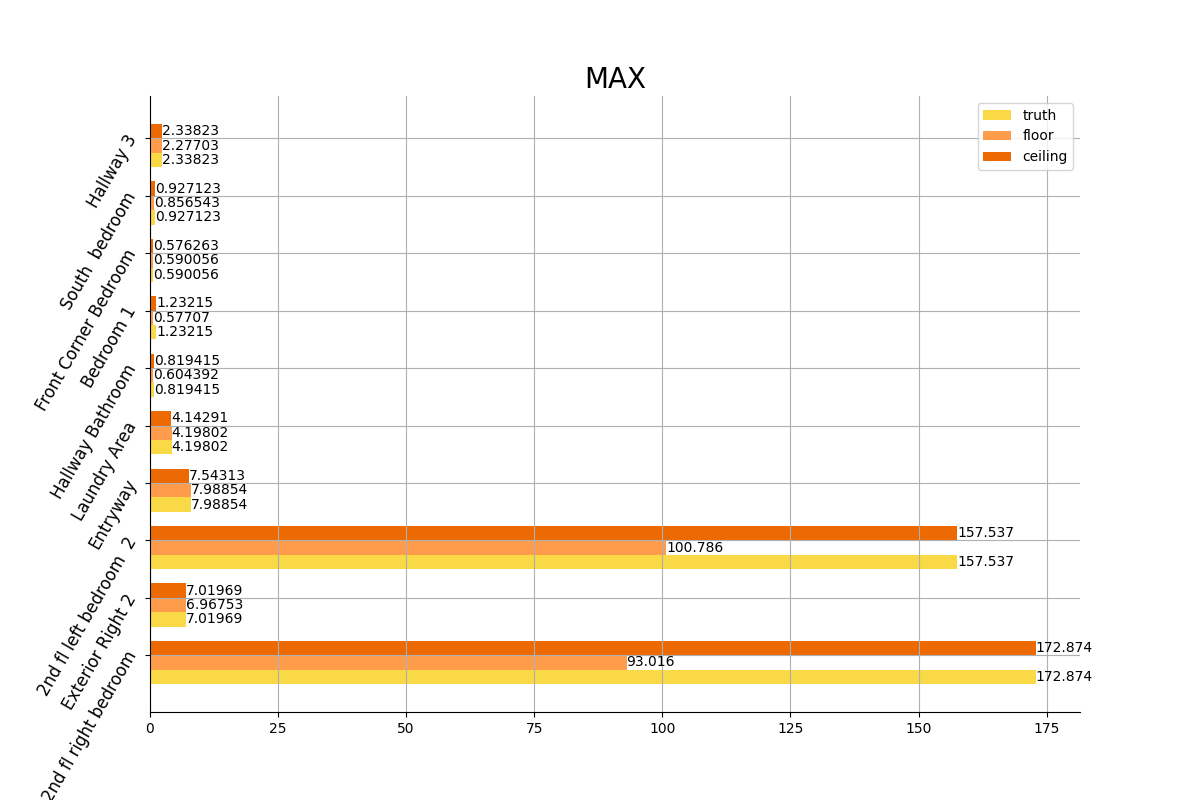 MAX
truth
floor
ceiling
Hallway 3
2.33823
2.27703
2.33823
South  bedroom
0.927123
0.856543
0.927123
Front Corner Bedroom
0.576263
0.590056
0.590056
Bedroom 1
1.23215
0.57707
1.23215
Hallway Bathroom
0.819415
0.604392
0.819415
Laundry Area
4.14291
4.19802
4.19802
Entryway
7.54313
7.98854
7.98854
2nd fl left bedroom  2
157.537
100.786
157.537
Exterior Right 2
7.01969
6.96753
7.01969
2nd fl right bedroom
172.874
93.016
172.874
0 25 50 75 100 125 150 175